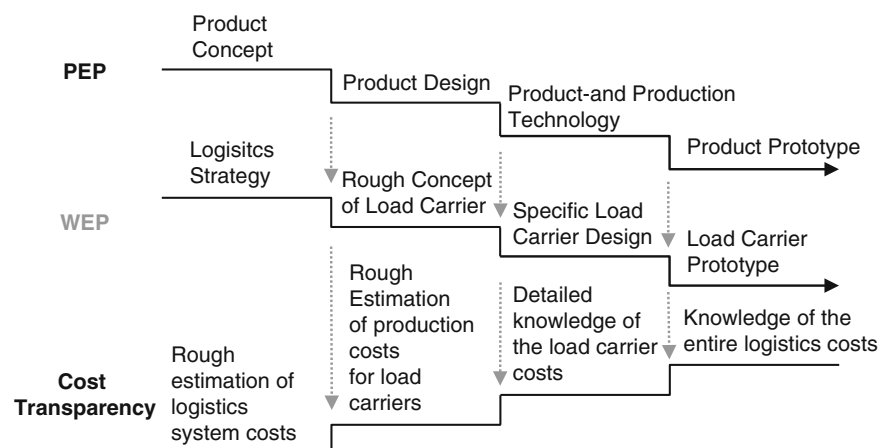 Product
Concept
PEP
Product Design
Product-and Production
Technology
Product Prototype
Logisitcs
Strategy
WEP
Rough Concept
of Load Carrier
Specific Load
Carrier Design
Load Carrier
Prototype
Cost
Transparency
Rough
estimation of
logistics
system costs
Rough
Estimation
of production
costs
for load
carriers
Detailed
knowledge of
the load carrier
costs
Knowledge of the
entire logistics costs